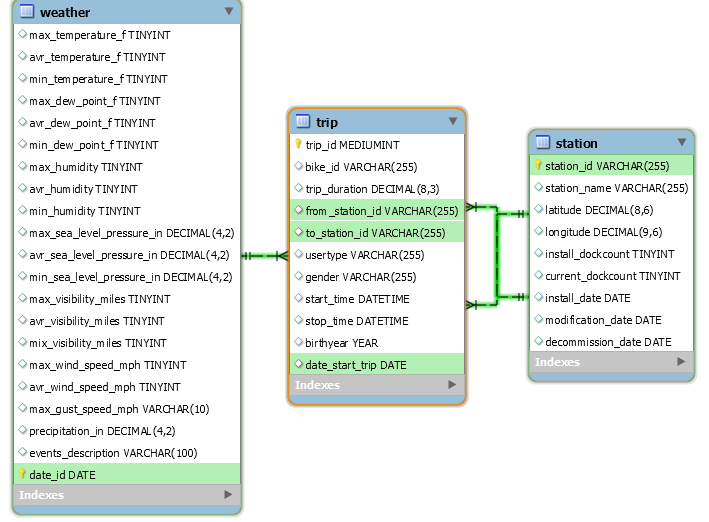 weather
max_temperature_f TINYINT
avr_temperature_f TINYINT
min_temperature_f TINYINT
max_dew_point_f TINYINT
avr_dew_point_f TINYINT
min_dew_point_f TINYINT
max_humidity TINYINT
avr_humidity TINYINT
min_humidity TINYINT
max_sea_level_pressure_in DECIMAL(4,2)
avr_sea_level_pressure_in DECIMAL(4,2)
min_sea_level_pressure_in DECIMAL(4,2)
max_visibility_miles TINYINT
avr_visibility_miles TINYINT
mix_visibility_miles TINYINT
max_wind_speed_mph TINYINT
avr_wind_speed_mph TINYINT
max_gust_speed_mph VARCHAR(10)
precipitation_in DECIMAL(4,2)
events_description VARCHAR(100)
date_id DATE
Indexes
trip
trip_id MEDIUMINT
bike_id VARCHAR(255)
trip_duration DECIMAL(8,3)
from_station_id VARCHAR(255)
to_station_id VARCHAR(255)
usertype VARCHAR(255)
gender VARCHAR(255)
start_time DATETIME
stop_time DATETIME
birthyear YEAR
date_start_trip DATE
Indexes
station
station_id VARCHAR(255)
station_name VARCHAR(255)
latitude DECIMAL(8,6)
longitude DECIMAL(9,6)
install_dockcount TINYINT
current_dockcount TINYINT
install_date DATE
modification_date DATE
decommission_date DATE
Indexes